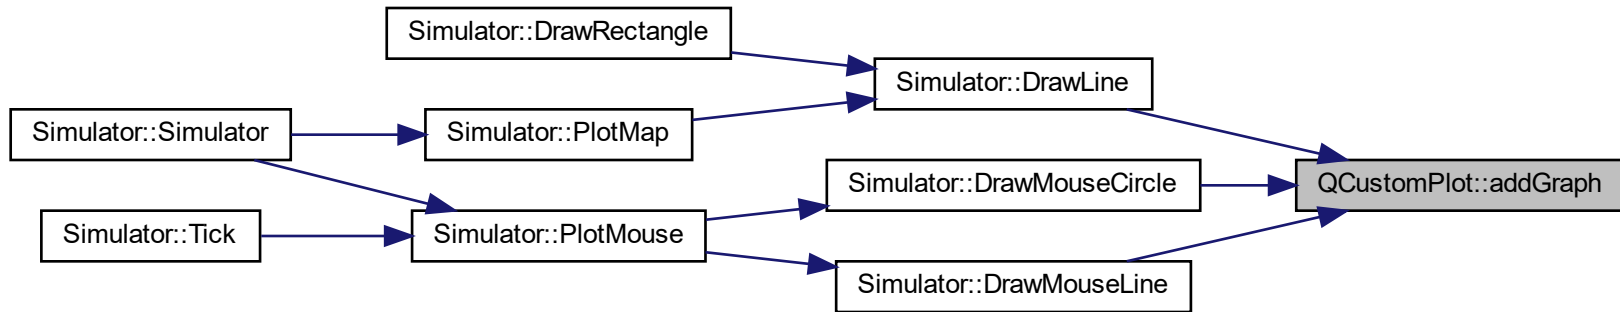 Simulator::DrawRectangle
Simulator::DrawLine
Simulator::Simulator
Simulator::PlotMap
Simulator::DrawMouseCircle
QCustomPlot::addGraph
Simulator::Tick
Simulator::PlotMouse
Simulator::DrawMouseLine